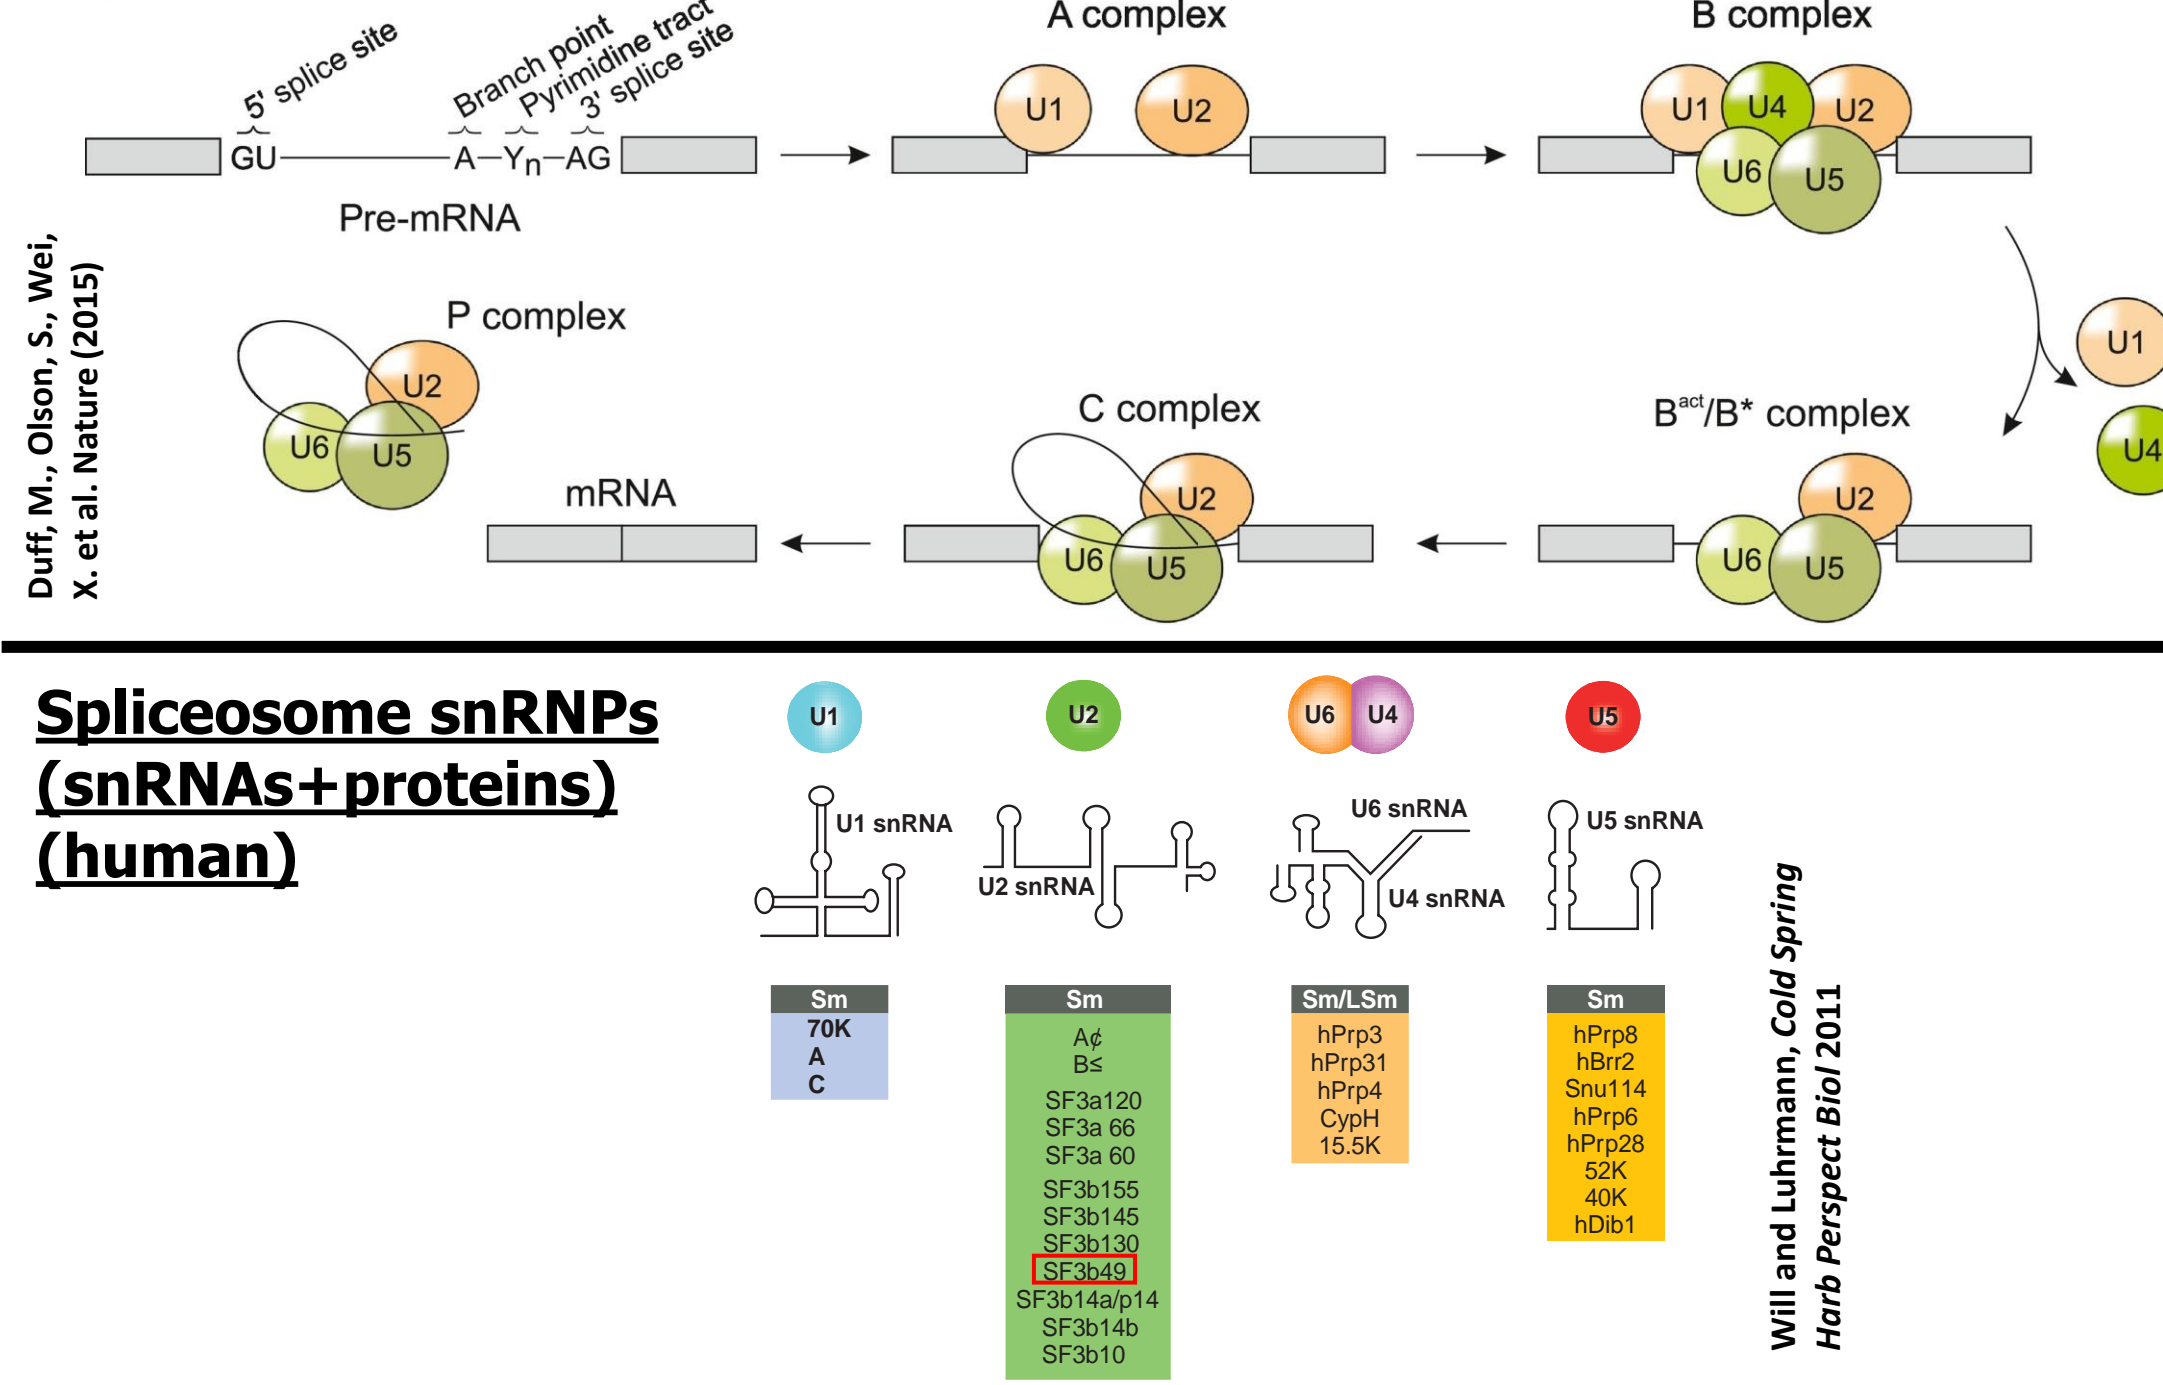 5' splice site
Branch point
Pyrimidine tract
3' splice site
GU
A
Yn
AG
Pre-mRNA
A complex
U1
U2
B complex
U1
U4
U2
U6
U5
U1
U4
Bact/B* complex
U2
U6
U5
C complex
U2
U6
U5
mRNA
P complex
U2
U6
U5
Duff, M., Olson, S., Wei,
X. et al. Nature (2015)
Spliceosome snRNPs
(snRNAs+proteins)
(human)
U1
U2
U6
U4
U5
U1 snRNA
U2 snRNA
U6 snRNA
U4 snRNA
U5 snRNA
Sm
70K
A
C
Sm
A¢
B≤
SF3a120
SF3a 66
SF3a 60
SF3b155
SF3b145
SF3b130
SF3b49
SF3b14a/p14
SF3b14b
SF3b10
Sm/LSm
hPrp3
hPrp31
hPrp4
CypH
15.5K
Sm
hPrp8
hBrr2
Snu114
hPrp6
hPrp28
52K
40K
hDib1
Will and Luhrmann, Cold Spring
Harb Perspect Biol 2011